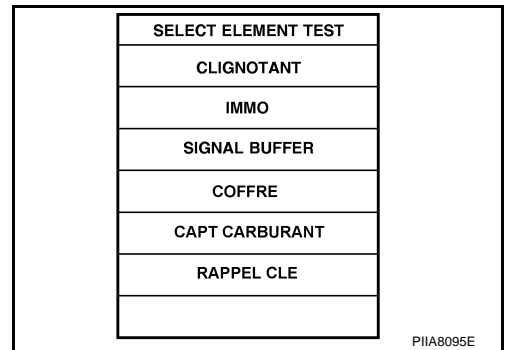 SELECT ELEMENT TEST
CLIGNOTANT
IMMO
SIGNAL BUFFER
COFFRE
CAPT CARBURANT
RAPPEL CLE
PIIA8095E